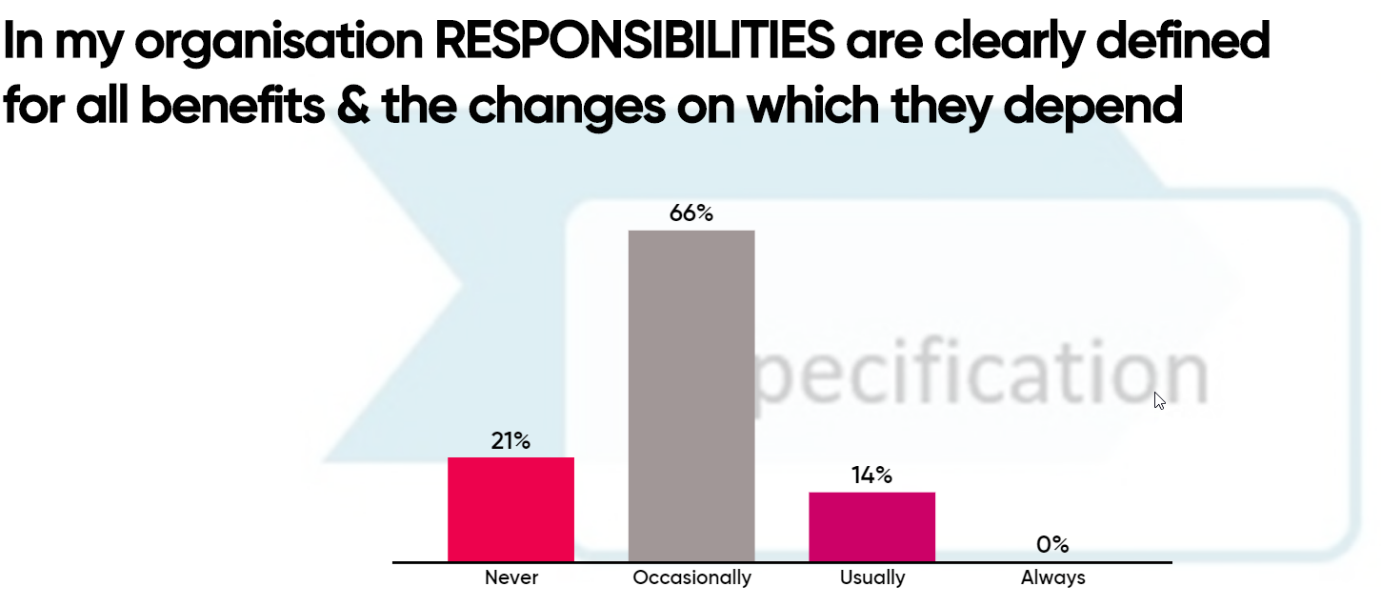 In my organisation RESPONSIBILITIES are clearly defined
for all benefits & the changes on which they depend
66%
pecification
21%
14%
0%
Never Occasionally Usually Always